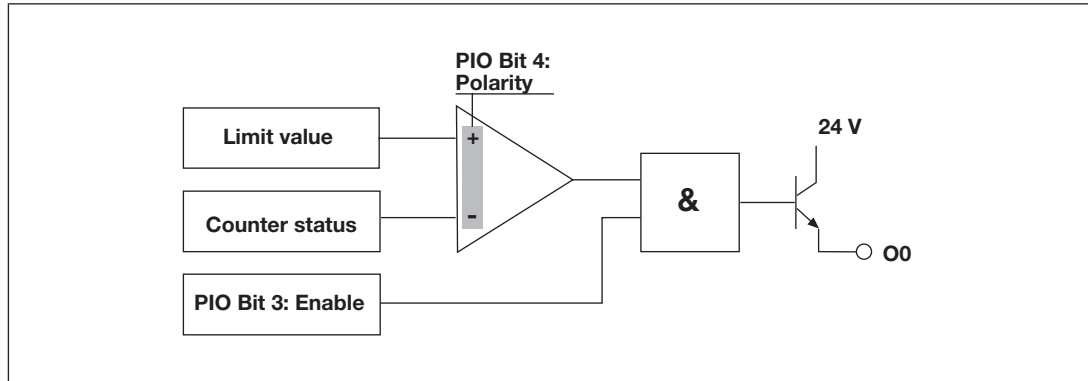 PIO Bit 4:
Polarity
Limit value
+
24 V
&
Counter status
-
O0
PIO Bit 3: Enable